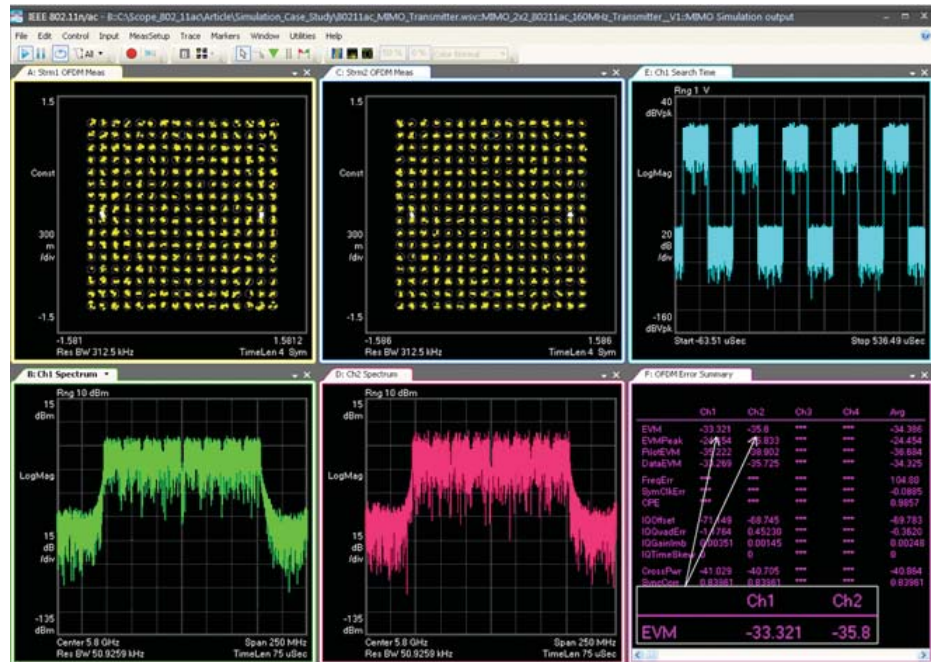 IEEE 802.11n/ac - B:\C:\Scope_802_11ac\Article\Simulation_Case_Study\80211ac_MIMO_Transmitter.wsv::MIMO_2x2_80211ac_160MHz_Transmitter__V1::MIMO Simulation output
File Edit Control Input MeasSetup Trace Markers Window Utilities Help
All
50 % 0 % Color Normal
A: Strm1 OFDM Meas
1.5
Const
300
m
/div
-1.5
-1.581 1.5812
Res BW 312.5 kHz TimeLen 4 Sym
C: Strm2 OFDM Meas
1.5
Const
300
m
/div
-1.5
-1.586 1.586
Res BW 312.5 kHz TimeLen 4 Sym
E: Ch1 Search Time
Rng 1 V
40
dBVpk
LogMag
20
dB
/div
-160
dBVpk
Start -63.51 uSec Stop 536.49 uSec
B: Ch1 Spectrum
Rng 10 dBm
15
dBm
LogMag
15
dB
/div
-135
dBm
Center 5.8 GHz Span 250 MHz
Res BW 50.9259 kHz TimeLen 75 uSec
D: Ch2 Spectrum
Rng 10 dBm
15
dBm
LogMag
15
dB
/div
-135
dBm
Center 5.8 GHz Span 250 MHz
Res BW 50.9259 kHz TimeLen 75 uSec
F: OFDM Error Summary
Ch1 Ch2 Ch3 Ch4 Avg
EVM -33.321 -35.8 *** *** -34.386
EVMPeak *** *** -24.454
PilotEVM *** *** -36.684
DataEVM -35.725 *** *** -34.325
FreqErr *** *** *** *** 104.80
SymClkErr *** *** *** *** -0.0885
CPE *** *** *** *** 0.9857
IQOffset -68.745 *** *** -69.783
IQQuadErr 0.45230 *** *** -0.3620
IQGainImb 0.00351 0.00145 *** *** 0.00248
IQTimeSkew 0 0 *** *** 0
CrossPwr -41.029 -40.705 *** *** -40.864
SyncCorr 0.83961 0.83961 *** *** 0.83961
Ch1 Ch2
EVM -33.321 -35.8